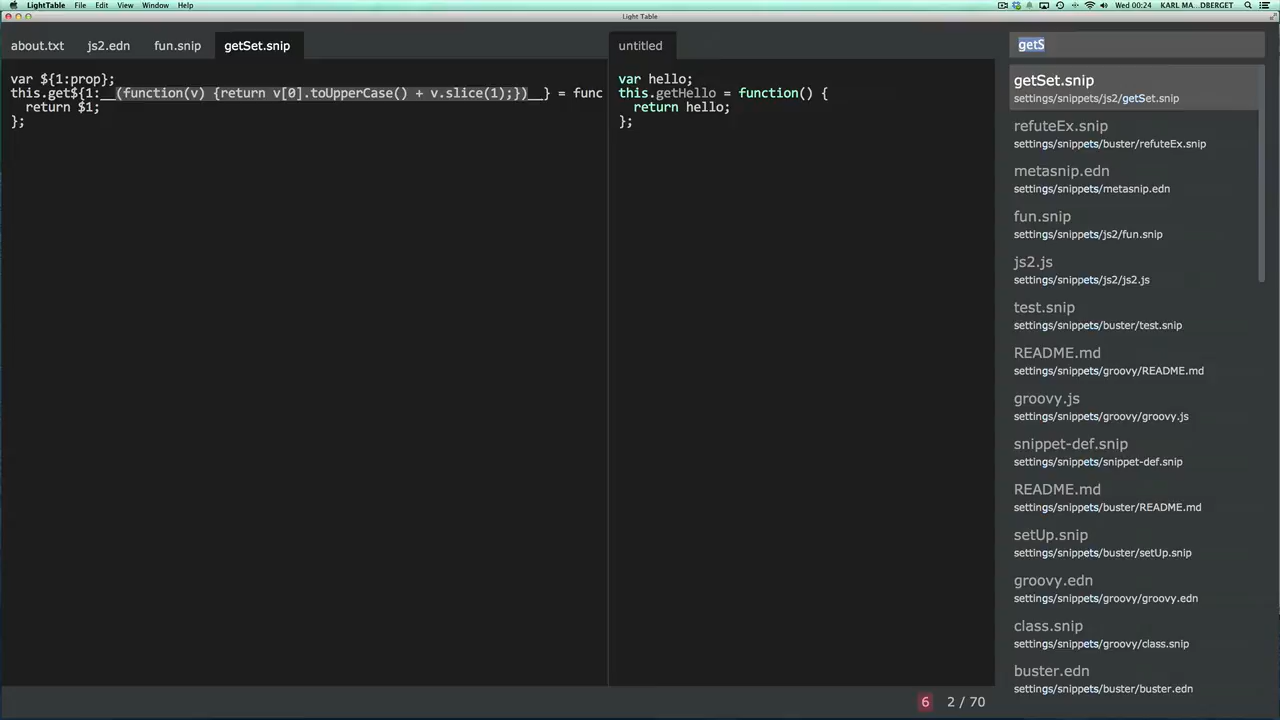 LightTable File Edit View Window Help
Wed 00:24 KARL MA...DBERGET
Light Table
about.txt js2.edn fun.snip getSet.snip
var ${1:prop};
this.get${1:__(function(v) {return v[0].toUpperCase() + v.slice(1);})__} = func
  return $1;
};
untitled
var hello;
this.getHello = function() {
  return hello;
};
getS
getSet.snip
settings/snippets/js2/getSet.snip
refuteEx.snip
settings/snippets/buster/refuteEx.snip
metasnip.edn
settings/snippets/metasnip.edn
fun.snip
settings/snippets/js2/fun.snip
js2.js
settings/snippets/js2/js2.js
test.snip
settings/snippets/buster/test.snip
README.md
settings/snippets/groovy/README.md
groovy.js
settings/snippets/groovy/groovy.js
snippet-def.snip
settings/snippets/snippet-def.snip
README.md
settings/snippets/buster/README.md
setUp.snip
settings/snippets/buster/setUp.snip
groovy.edn
settings/snippets/groovy/groovy.edn
class.snip
settings/snippets/groovy/class.snip
buster.edn
settings/snippets/buster/buster.edn
6 2 / 70